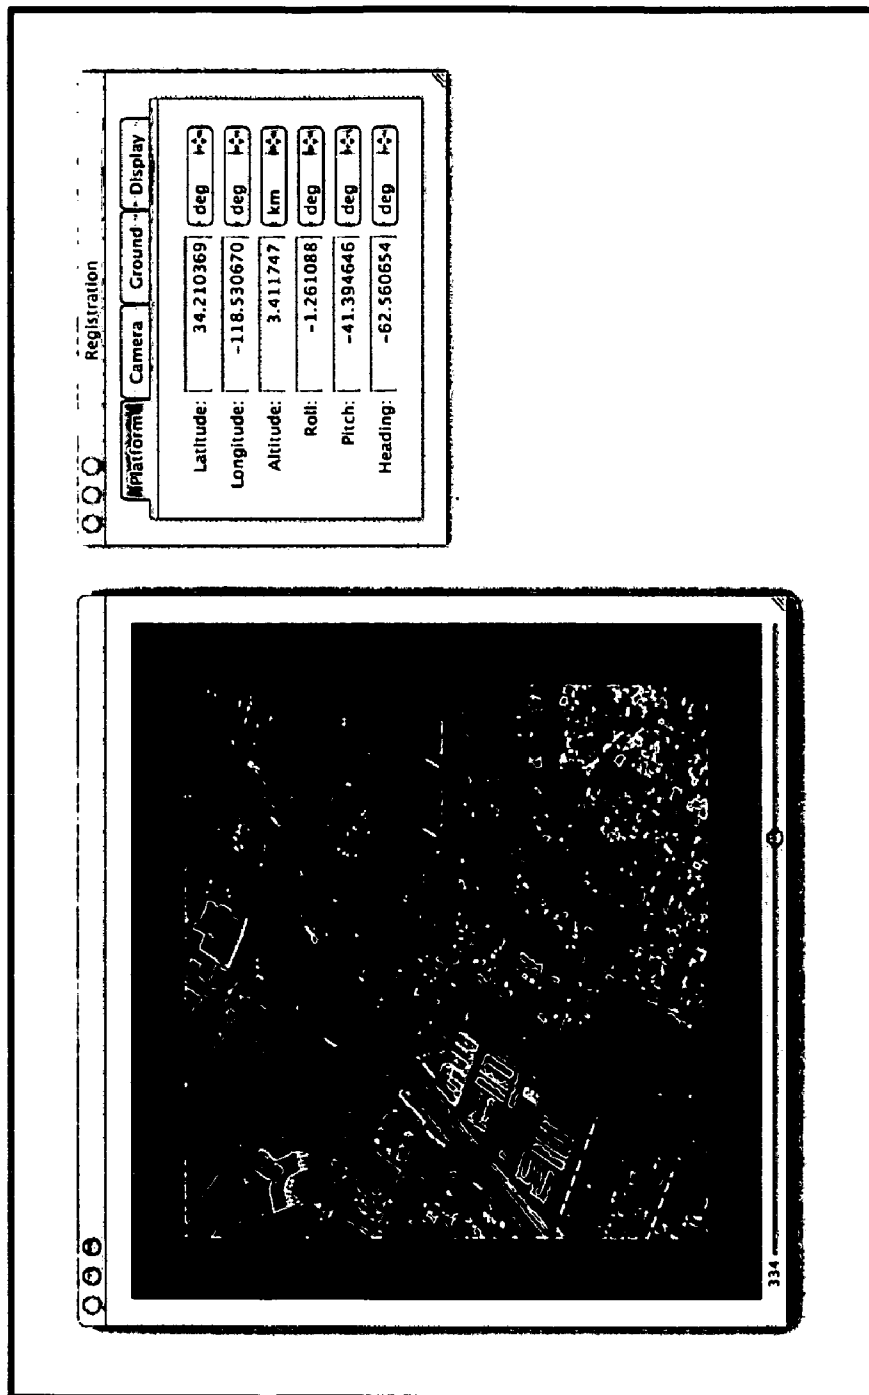 Registration
Platform Camera Ground Display
Latitude: 34.210369 deg
Longitude: -118.530670 deg
Altitude: 3.411747 km
Roll: -1.261088 deg
Pitch: -41.394646 deg
Heading: -62.560654 deg
334